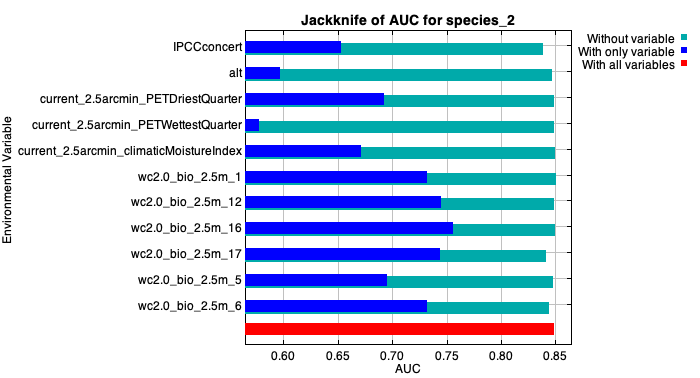 Jackknife of AUC for species_2
Without variable
With only variable
With all variables
Environmental Variable
IPCCconcert
alt
current_2.5arcmin_PETDriestQuarter
current_2.5arcmin_PETWettestQuarter
current_2.5arcmin_climaticMoistureIndex
wc2.0_bio_2.5m_1
wc2.0_bio_2.5m_12
wc2.0_bio_2.5m_16
wc2.0_bio_2.5m_17
wc2.0_bio_2.5m_5
wc2.0_bio_2.5m_6
0.60 0.65 0.70 0.75 0.80 0.85
AUC